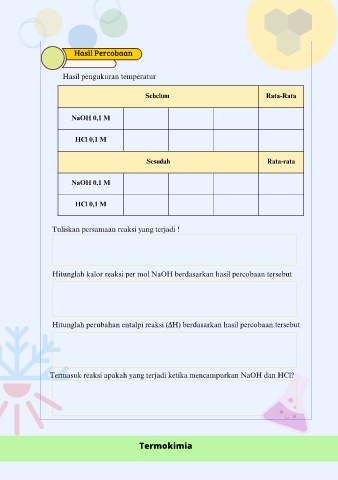 Hasil Percobaan
Hasil pengukuran temperatur
Sebelum Rata-Rata
NaOH 0,1 M
HCl 0,1 M
Sesudah Rata-rata
NaOH 0,1 M
HCl 0,1 M
Tuliskan persamaan reaksi yang terjadi !
Hitunglah kalor reaksi per mol NaOH berdasarkan hasil percobaan tersebut
Hitunglah perubahan entalpi reaksi (ΔH) berdasarkan hasil percobaan tersebut
Termasuk reaksi apakah yang terjadi ketika mencampurkan NaOH dan HCl?
Termokimia